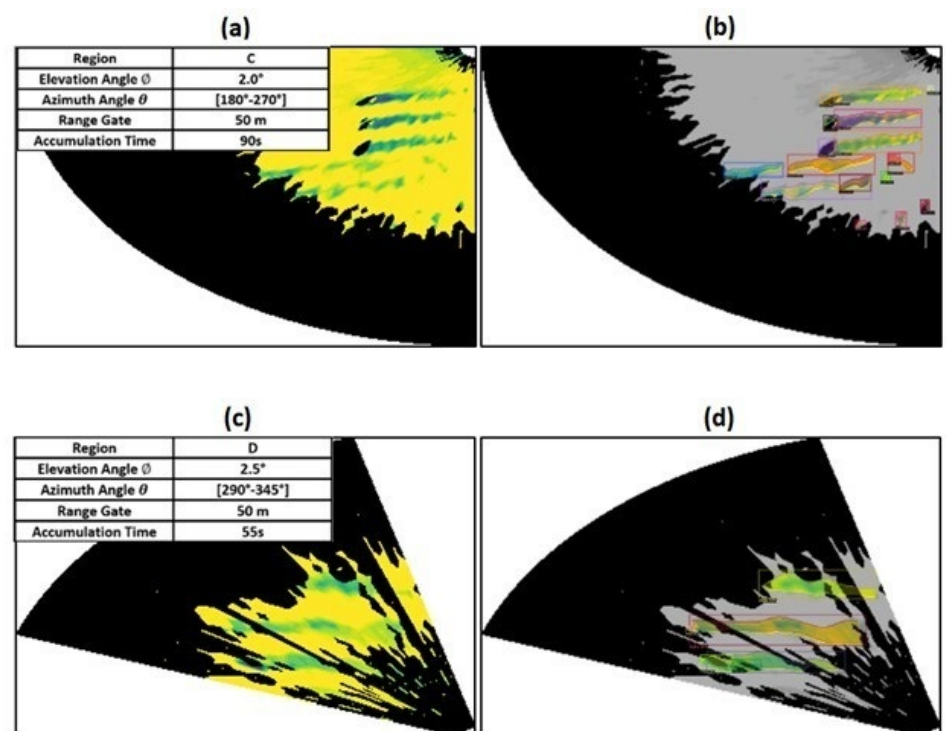 (a)
(b)
Region C
Elevation Angle ∅ 2.0°
Azimuth Angle θ [180°-270°]
Range Gate 50 m
Accumulation Time 90s
(c)
(d)
Region D
Elevation Angle ∅ 2.5°
Azimuth Angle θ [290°-345°]
Range Gate 50 m
Accumulation Time 55s